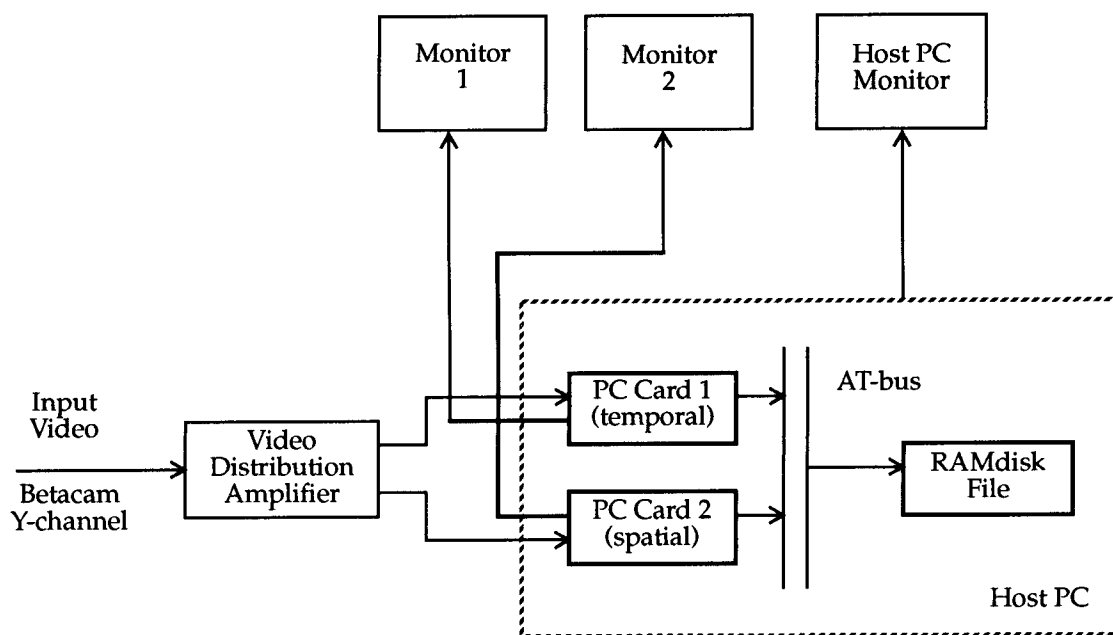 Monitor
1
Monitor
2
Host PC
Monitor
Input
Video
Betacam
Y-channel
Video
Distribution
Amplifier
PC Card 1
(temporal)
PC Card 2
(spatial)
AT-bus
RAMdisk
File
Host PC